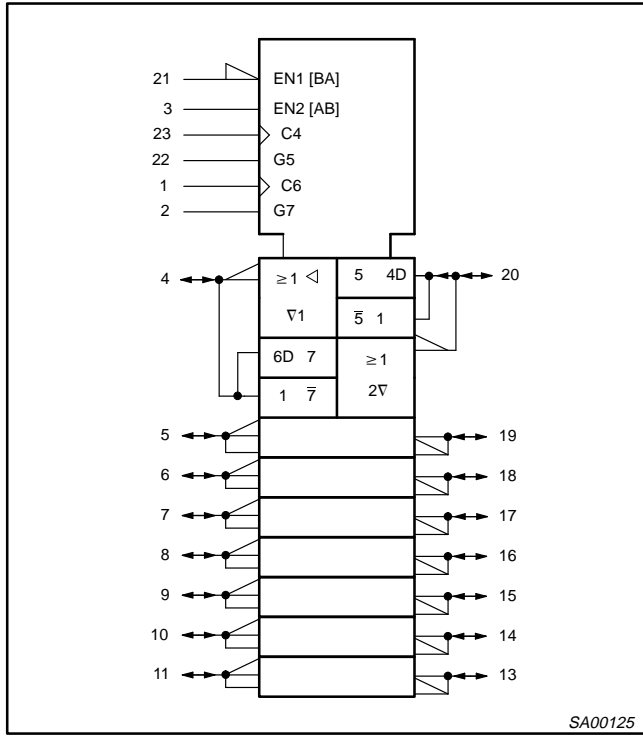 21 EN1 [BA]
3 EN2 [AB]
23 C4
22 G5
1 C6
2 G7
4 ≥1 ◁ 5 4D 20
∇1 5̅ 1
6D 7 ≥1
1 7̅ 2∇
5 19
6 18
7 17
8 16
9 15
10 14
11 13
SA00125